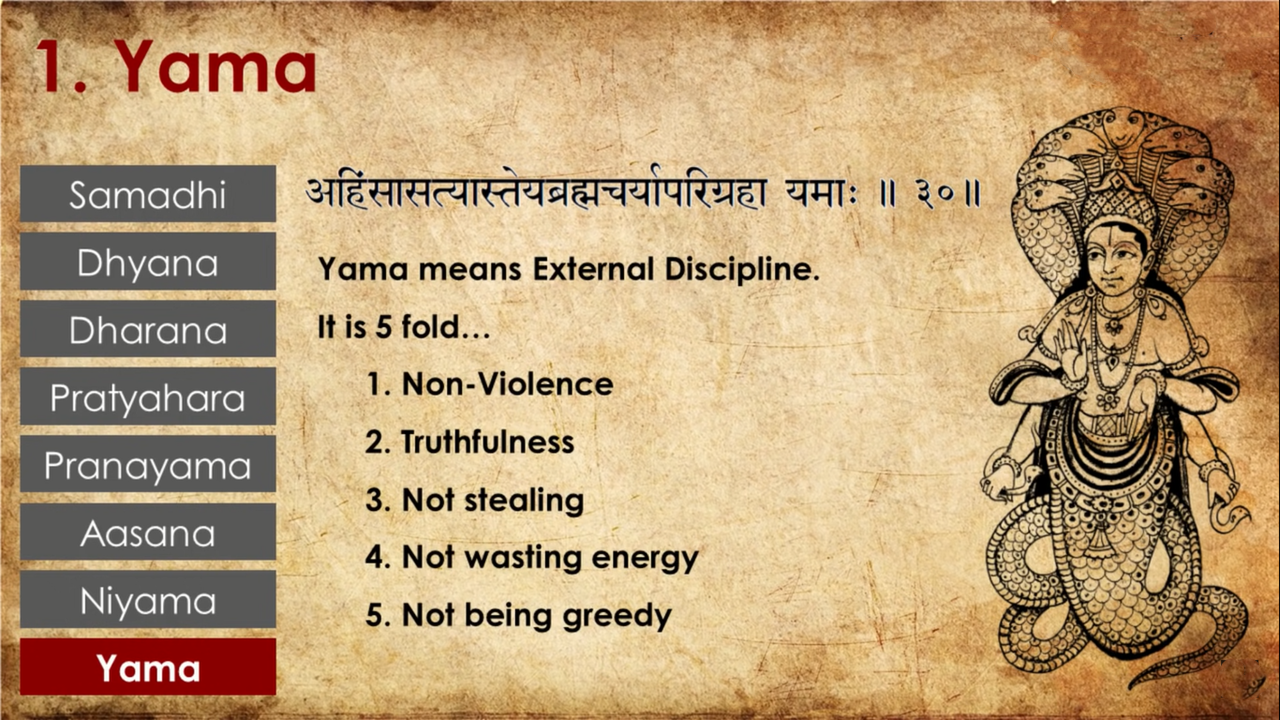 1. Yama
Samadhi
Dhyana
Dharana
Pratyahara
Pranayama
Aasana
Niyama
Yama
अहिंसासत्यास्तेयब्रह्मचर्यापरिग्रहा यमाः ॥ ३०॥
Yama means External Discipline.
It is 5 fold...
1. Non-Violence
2. Truthfulness
3. Not stealing
4. Not wasting energy
5. Not being greedy